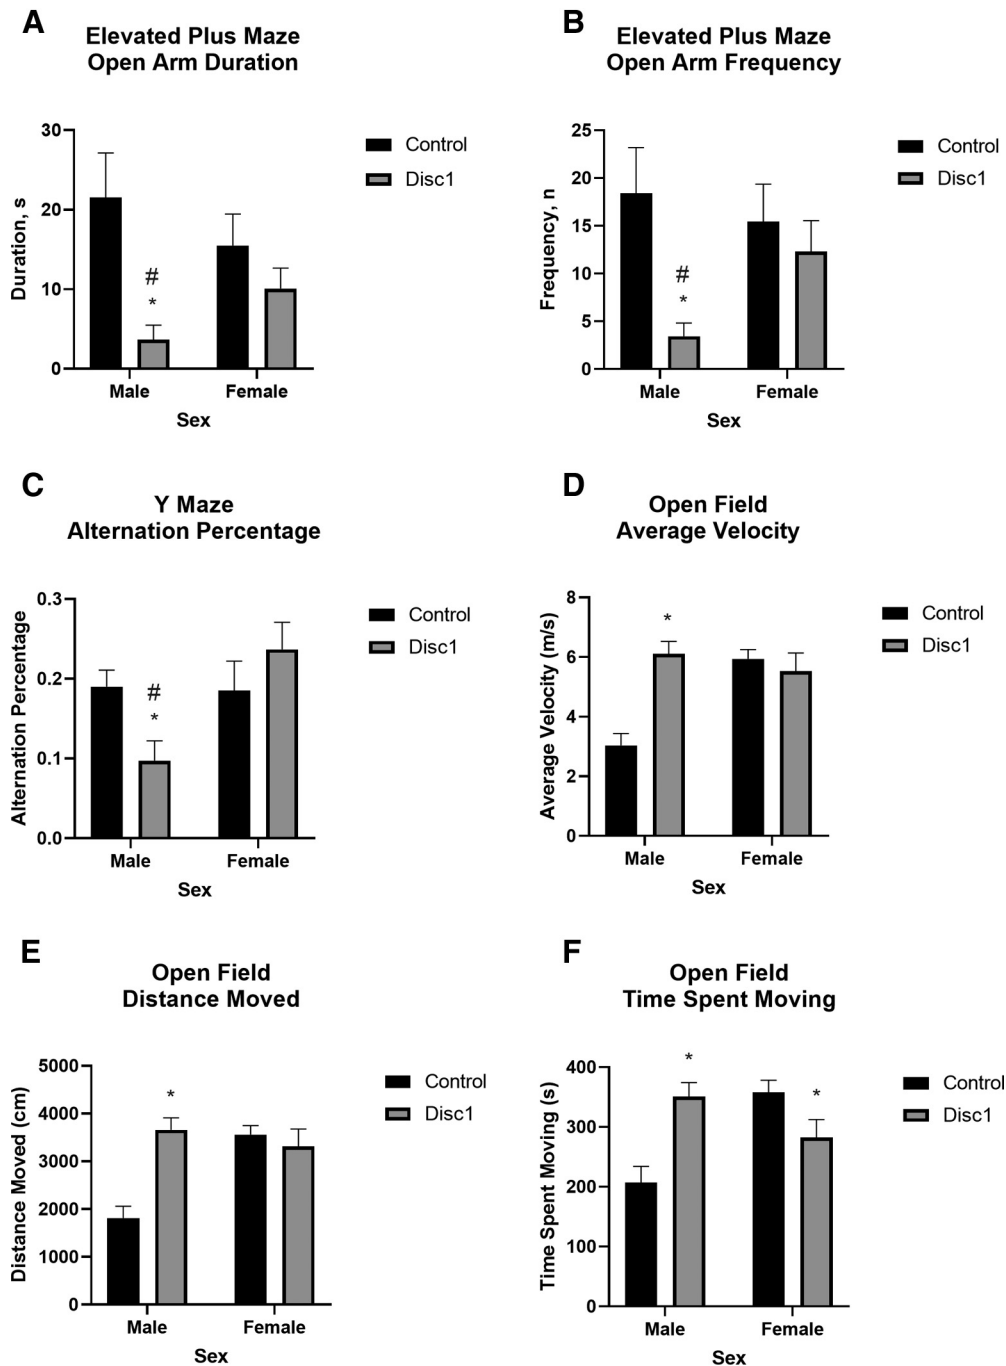 A
Elevated Plus Maze
Open Arm Duration
30
20
10
0
Duration, s
#
*
Male
Female
Sex
Control
Disc1
B
Elevated Plus Maze
Open Arm Frequency
25
20
15
10
5
0
Frequency, n
#
*
Male
Female
Sex
Control
Disc1
C
Y Maze
Alternation Percentage
0.3
0.2
0.1
0.0
Alternation Percentage
#
*
Male
Female
Sex
Control
Disc1
D
Open Field
Average Velocity
8
6
4
2
0
Average Velocity (m/s)
*
Male
Female
Sex
Control
Disc1
E
Open Field
Distance Moved
5000
4000
3000
2000
1000
0
Distance Moved (cm)
*
Male
Female
Sex
Control
Disc1
F
Open Field
Time Spent Moving
400
300
200
100
0
Time Spent Moving (s)
*
*
Male
Female
Sex
Control
Disc1